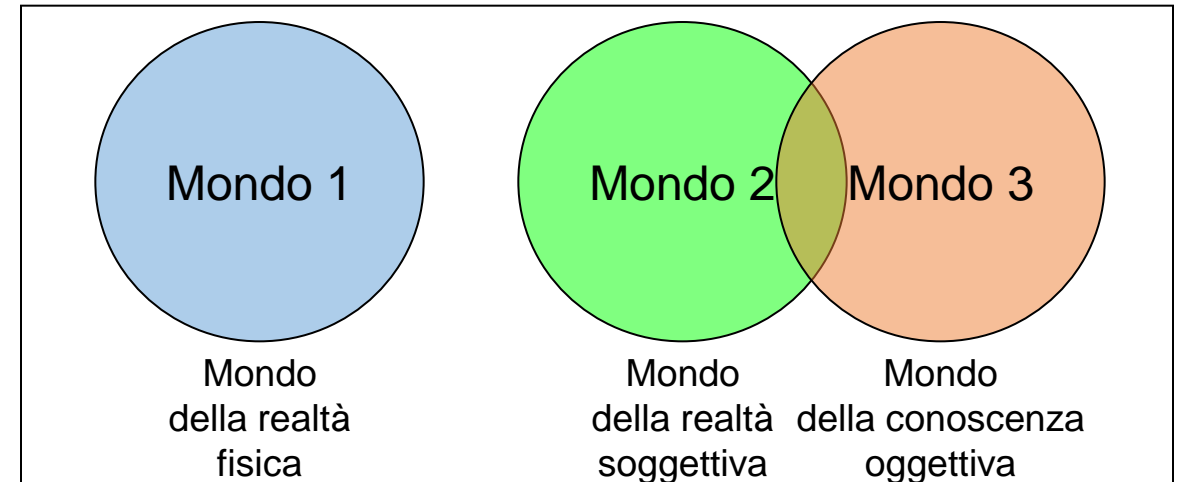 Mondo 1
Mondo 2
Mondo 3
Mondo
della realtà
fisica
Mondo
della realtà
soggettiva
Mondo
della conoscenza
oggettiva